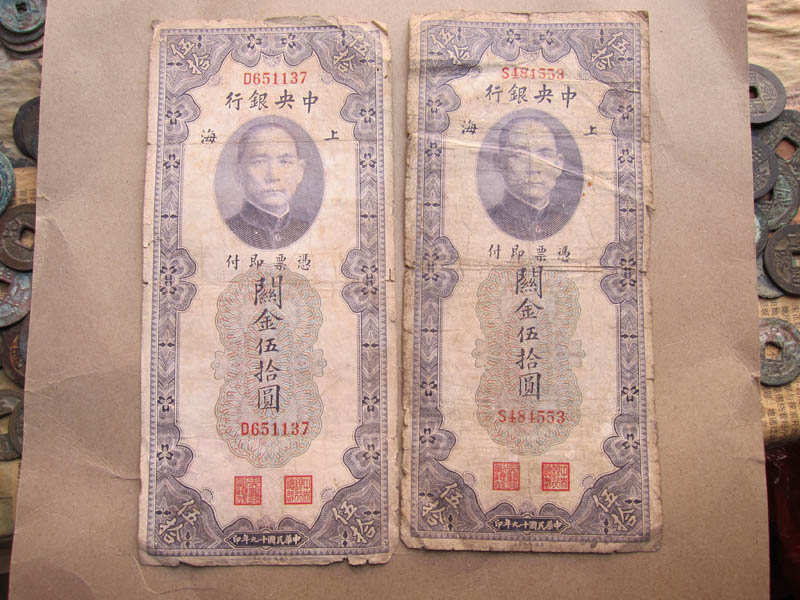 伍拾
伍拾
D651137
中央銀行
上海
憑票即付
關金伍拾圓
D651137
伍拾
伍拾
中華民國十九年印
伍拾
伍拾
S484553
中央銀行
上海
憑票即付
關金伍拾圓
S484553
伍拾
伍拾
中華民國十九年印